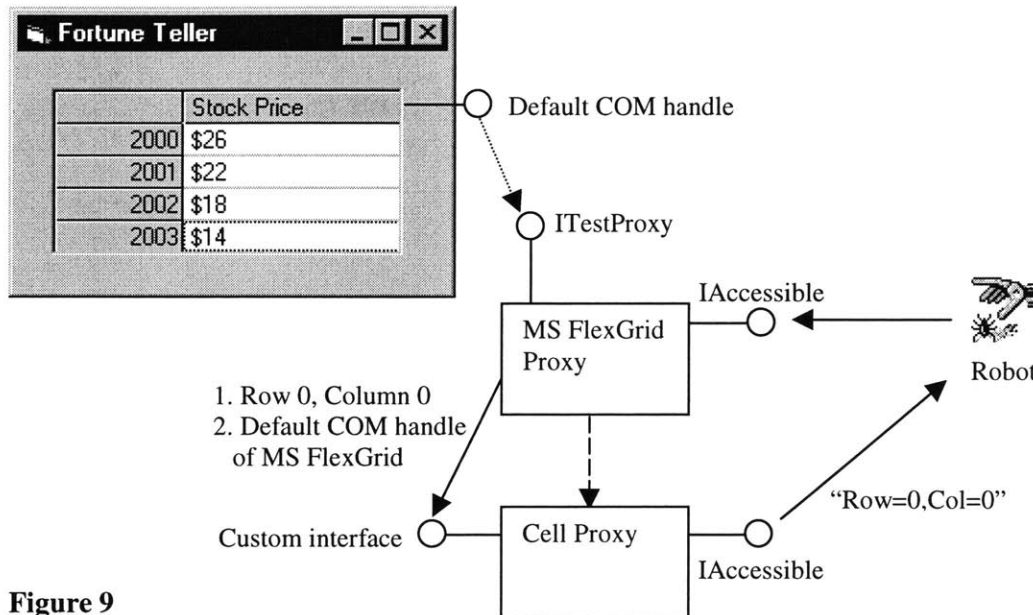 Fortune Teller
Stock Price
2000 $26
2001 $22
2002 $18
2003 $14
Default COM handle
ITestProxy
IAccessible
MS FlexGrid
Proxy
Robot
1. Row 0, Column 0
2. Default COM handle
of MS FlexGrid
"Row=0,Col=0"
Custom interface
Cell Proxy
IAccessible
Figure 9